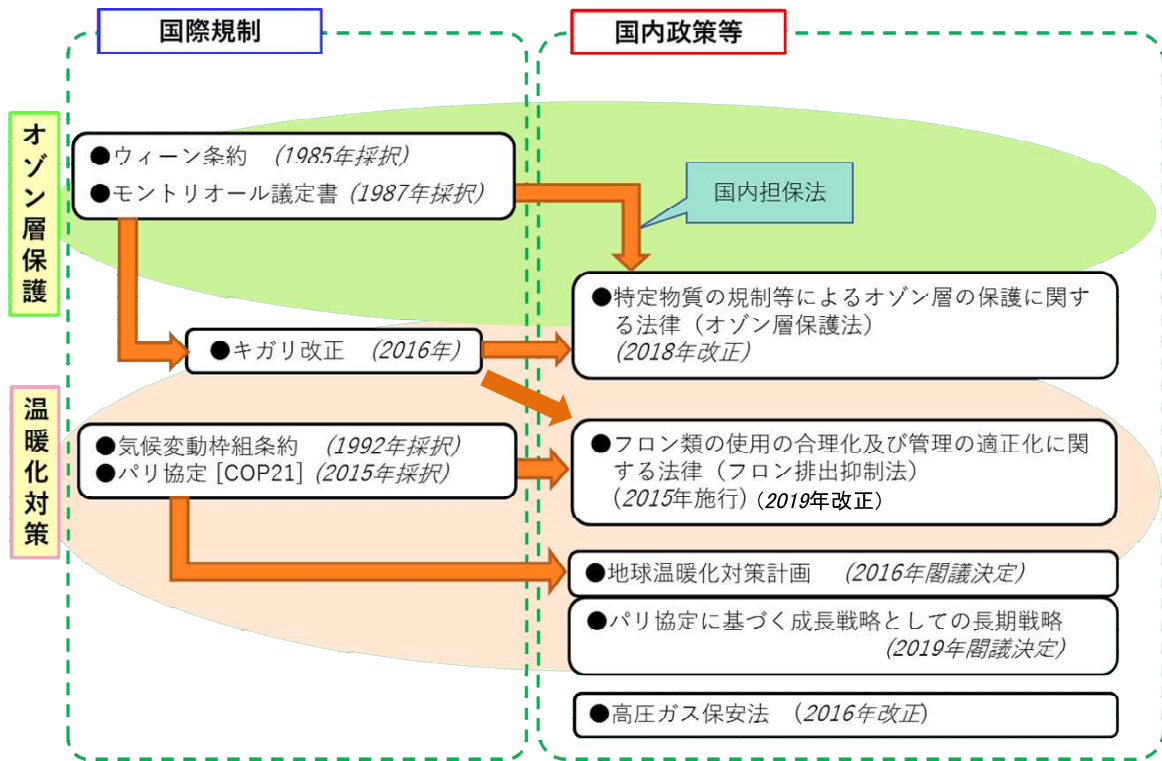 国際規制
国内政策等
オゾン層保護
●ウィーン条約 (1985年採択)
●モントリオール議定書 (1987年採択)
国内担保法
●特定物質の規制等によるオゾン層の保護に関す
る法律（オゾン層保護法）
(2018年改正)
●キガリ改正 (2016年)
温暖化対策
●気候変動枠組条約 (1992年採択)
●パリ協定 [COP21] (2015年採択)
●フロン類の使用の合理化及び管理の適正化に関
する法律（フロン排出抑制法）
(2015年施行) (2019年改正)
●地球温暖化対策計画 (2016年閣議決定)
●パリ協定に基づく成長戦略としての長期戦略
(2019年閣議決定)
●高圧ガス保安法 (2016年改正)